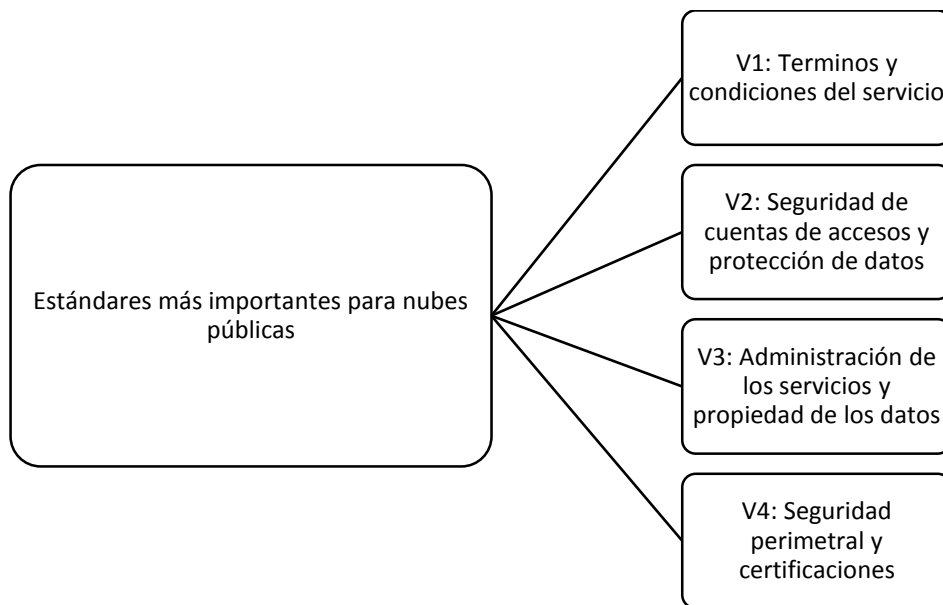 Estándares más importantes para nubes
públicas
V1: Terminos y
condiciones del servicio
V2: Seguridad de
cuentas de accesos y
protección de datos
V3: Administración de
los servicios y
propiedad de los datos
V4: Seguridad
perimetral y
certificaciones